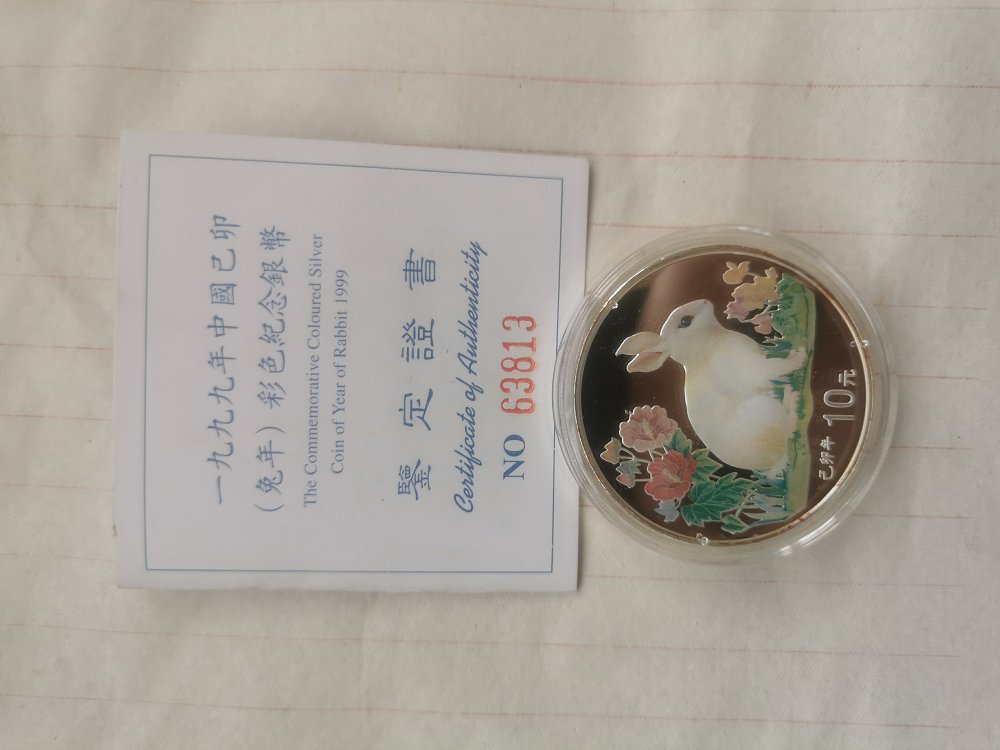 一九九九年中國己卯
（兔年）彩色紀念銀幣
The Commemorative Coloured Silver
Coin of Year of Rabbit 1999
鑒定證書
Certificate of Authenticity
NO 63813
己卯年 10元